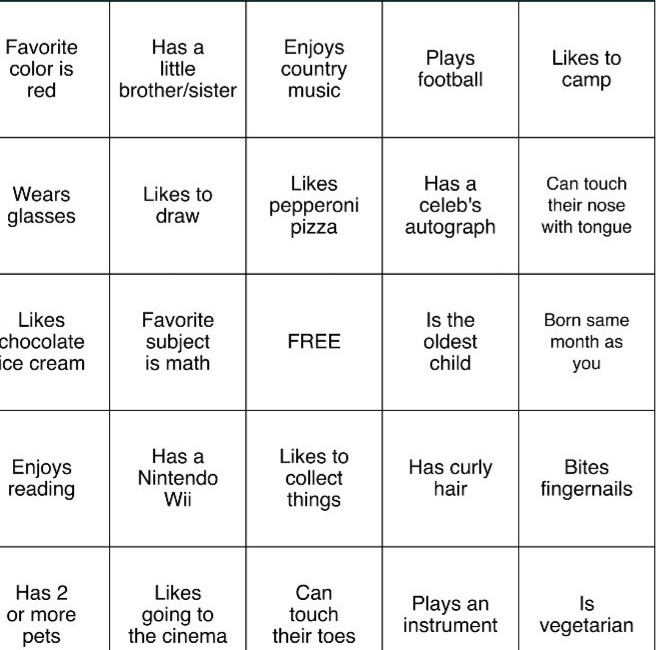 Favorite
color is
red
Has a
little
brother/sister
Enjoys
country
music
Plays
football
Likes to
camp
Wears
glasses
Likes to
draw
Likes
pepperoni
pizza
Has a
celeb's
autograph
Can touch
their nose
with tongue
Likes
chocolate
ice cream
Favorite
subject
is math
FREE
Is the
oldest
child
Born same
month as
you
Enjoys
reading
Has a
Nintendo
Wii
Likes to
collect
things
Has curly
hair
Bites
fingernails
Has 2
or more
pets
Likes
going to
the cinema
Can
touch
their toes
Plays an
instrument
Is
vegetarian